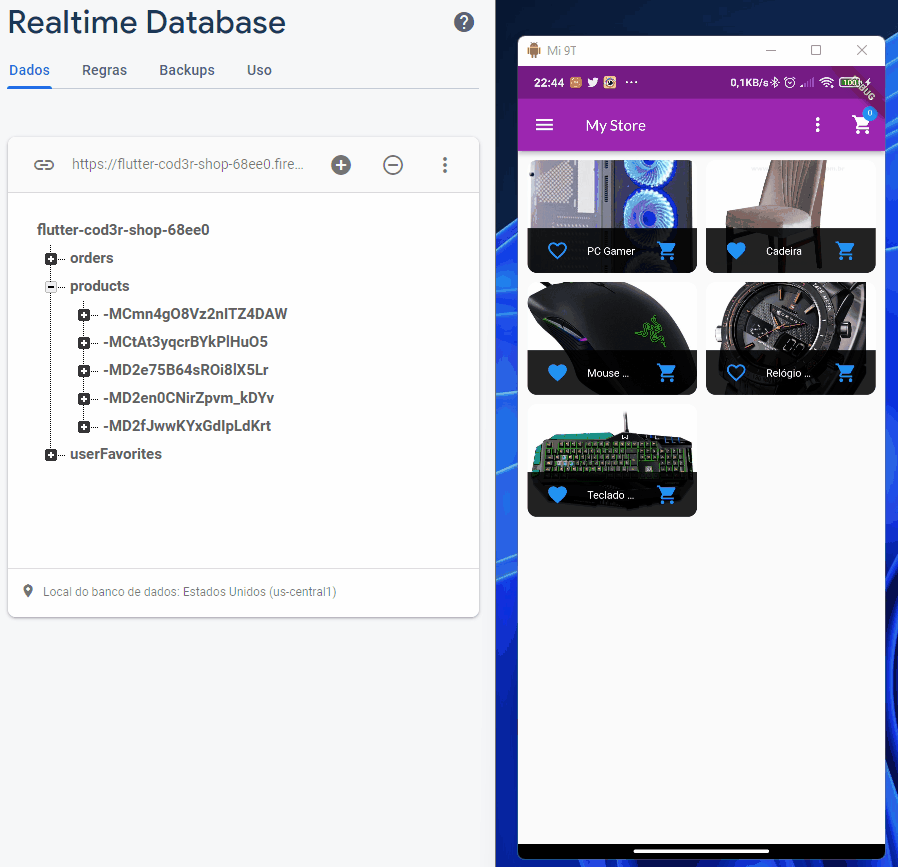 Realtime Database
Dados Regras Backups Uso
https://flutter-cod3r-shop-68ee0.fire...
flutter-cod3r-shop-68ee0
orders
products
-MCmn4gO8Vz2nITZ4DAW
-MCtAt3yqcrBYkPlHuO5
-MD2e75B64sROi8lX5Lr
-MD2en0CNirZpvm_kDYv
-MD2fJwwKYxGdIpLdKrt
userFavorites
Local do banco de dados: Estados Unidos (us-central1)
Mi 9T
22:44 ... 0,1KB/s 100
My Store 0
PC Gamer
Cadeira
Mouse ...
Relógio ...
Teclado ...